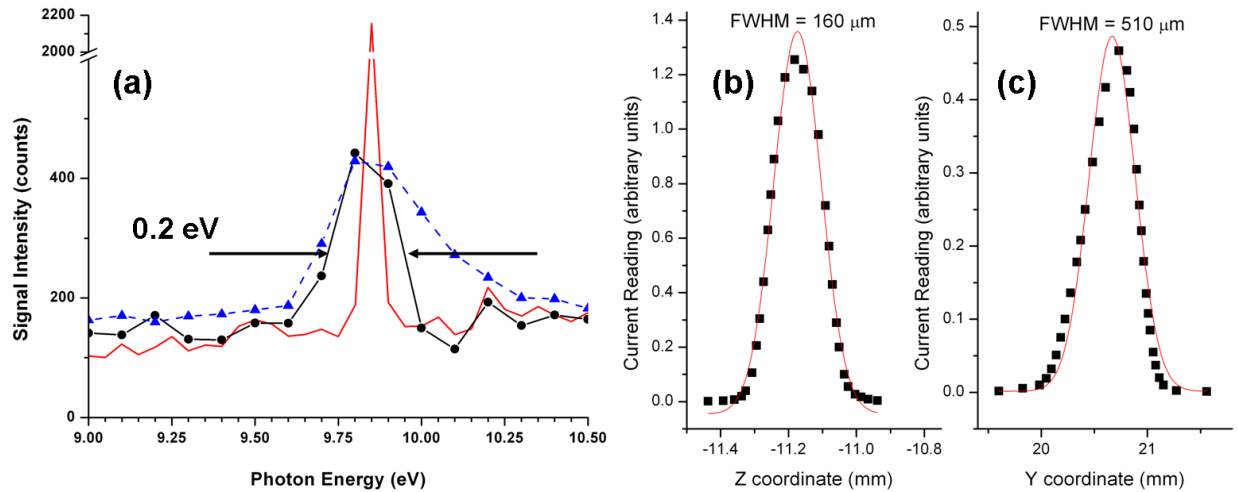 (a)
Signal Intensity (counts)
2200
2000
400
200
0
0.2 eV
9.00 9.25 9.50 9.75 10.00 10.25 10.50
Photon Energy (eV)
(b)
FWHM = 160 μm
Current Reading (arbitrary units)
1.4
1.2
1.0
0.8
0.6
0.4
0.2
0.0
-11.4 -11.2 -11.0 -10.8
Z coordinate (mm)
(c)
FWHM = 510 μm
Current Reading (arbitrary units)
0.5
0.4
0.3
0.2
0.1
0.0
20 21
Y coordinate (mm)